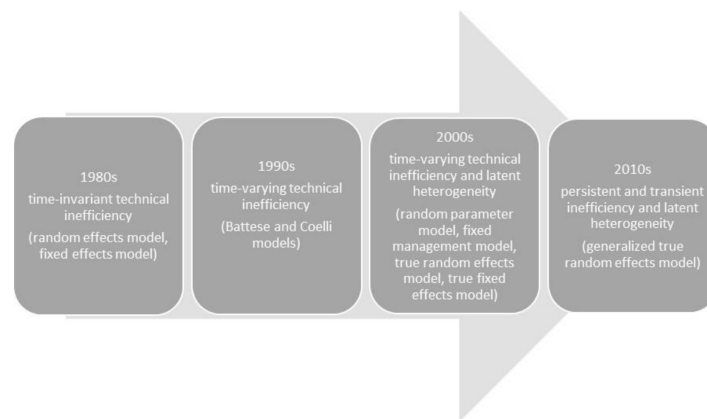 1980s
time-invariant technical
inefficiency
(random effects model,
fixed effects model)
1990s
time-varying technical
inefficiency
(Battese and Coelli
models)
2000s
time-varying technical
inefficiency and latent
heterogeneity
(random parameter
model, fixed
management model,
true random effects
model, true fixed
effects model)
2010s
persistent and transient
inefficiency and latent
heterogeneity
(generalized true
random effects model)